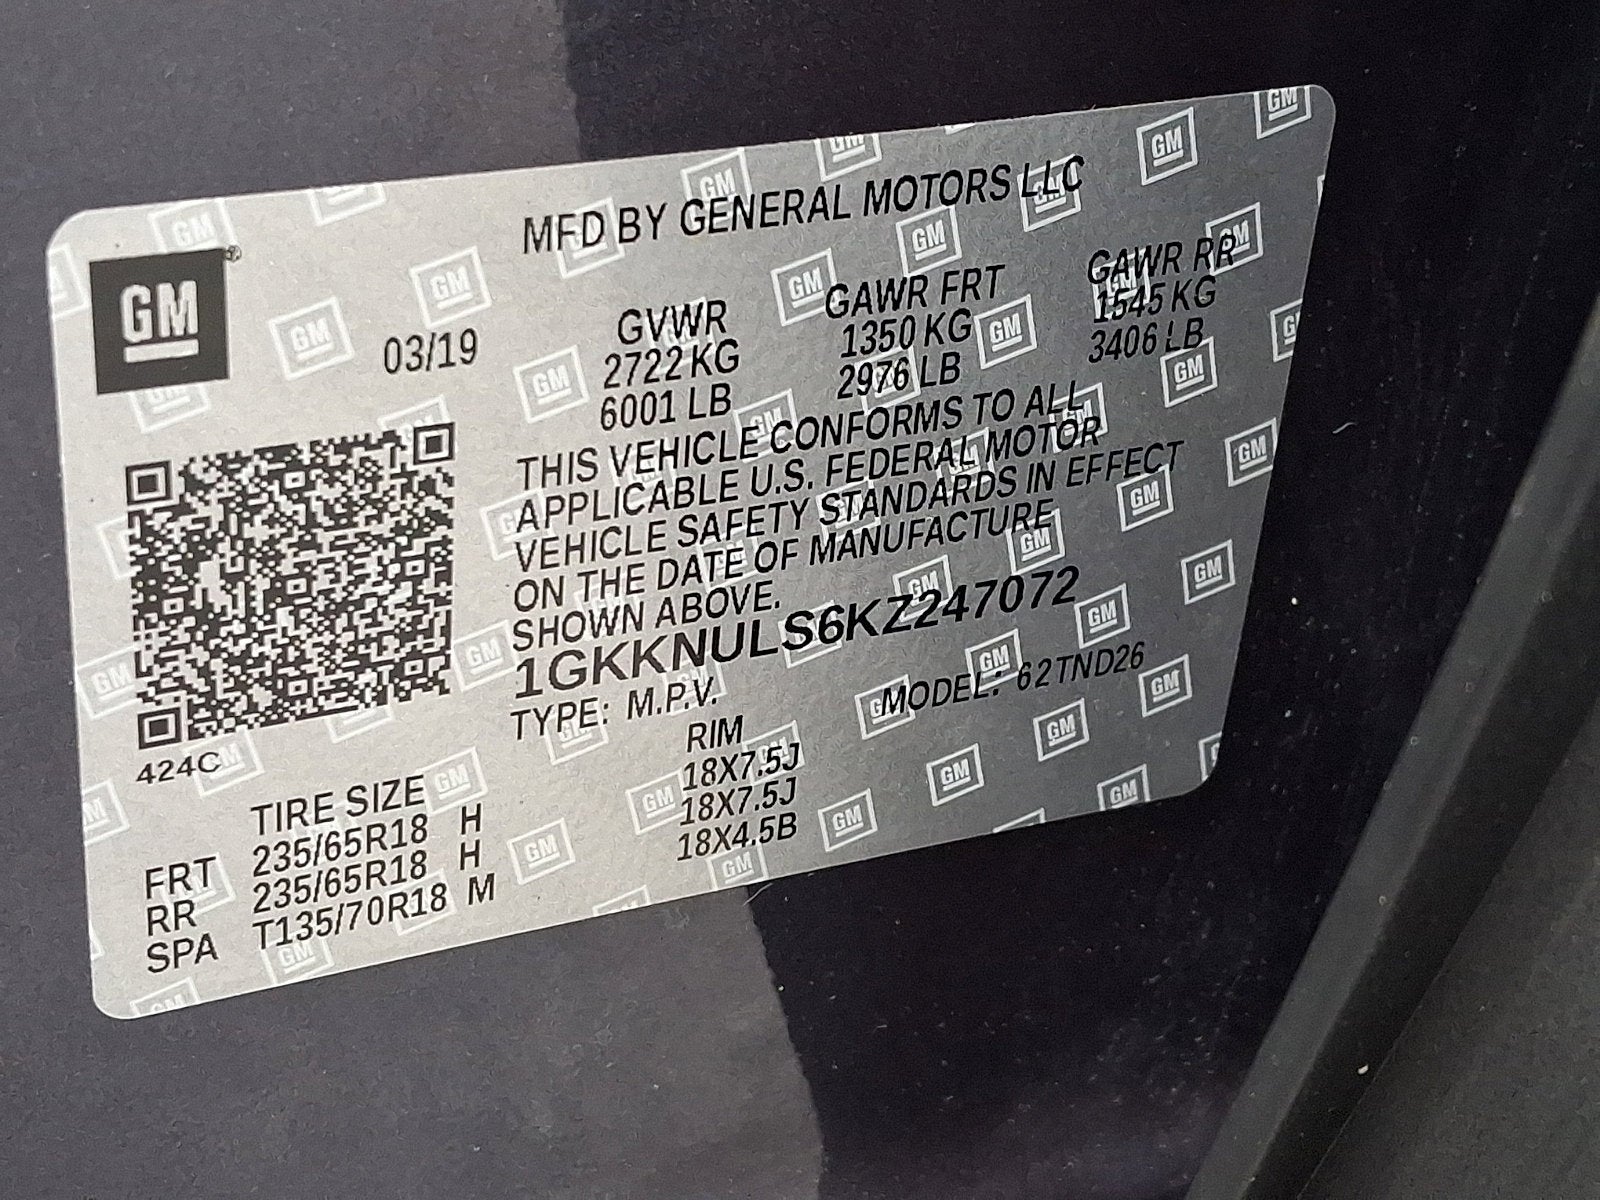 MFD BY GENERAL MOTORS LLC
GM
03/19
GVWR GAWR FRT GAWR RR
2722 KG 1350 KG 1545 KG
6001 LB 2976 LB 3406 LB
THIS VEHICLE CONFORMS TO ALL
APPLICABLE U.S. FEDERAL MOTOR
VEHICLE SAFETY STANDARDS IN EFFECT
ON THE DATE OF MANUFACTURE
SHOWN ABOVE.
1GKKNULS6KZ247072
TYPE: M.P.V. MODEL: 62TND26
424C
TIRE SIZE RIM
FRT 235/65R18 H 18X7.5J
RR 235/65R18 H 18X7.5J
SPA T135/70R18 M 18X4.5B